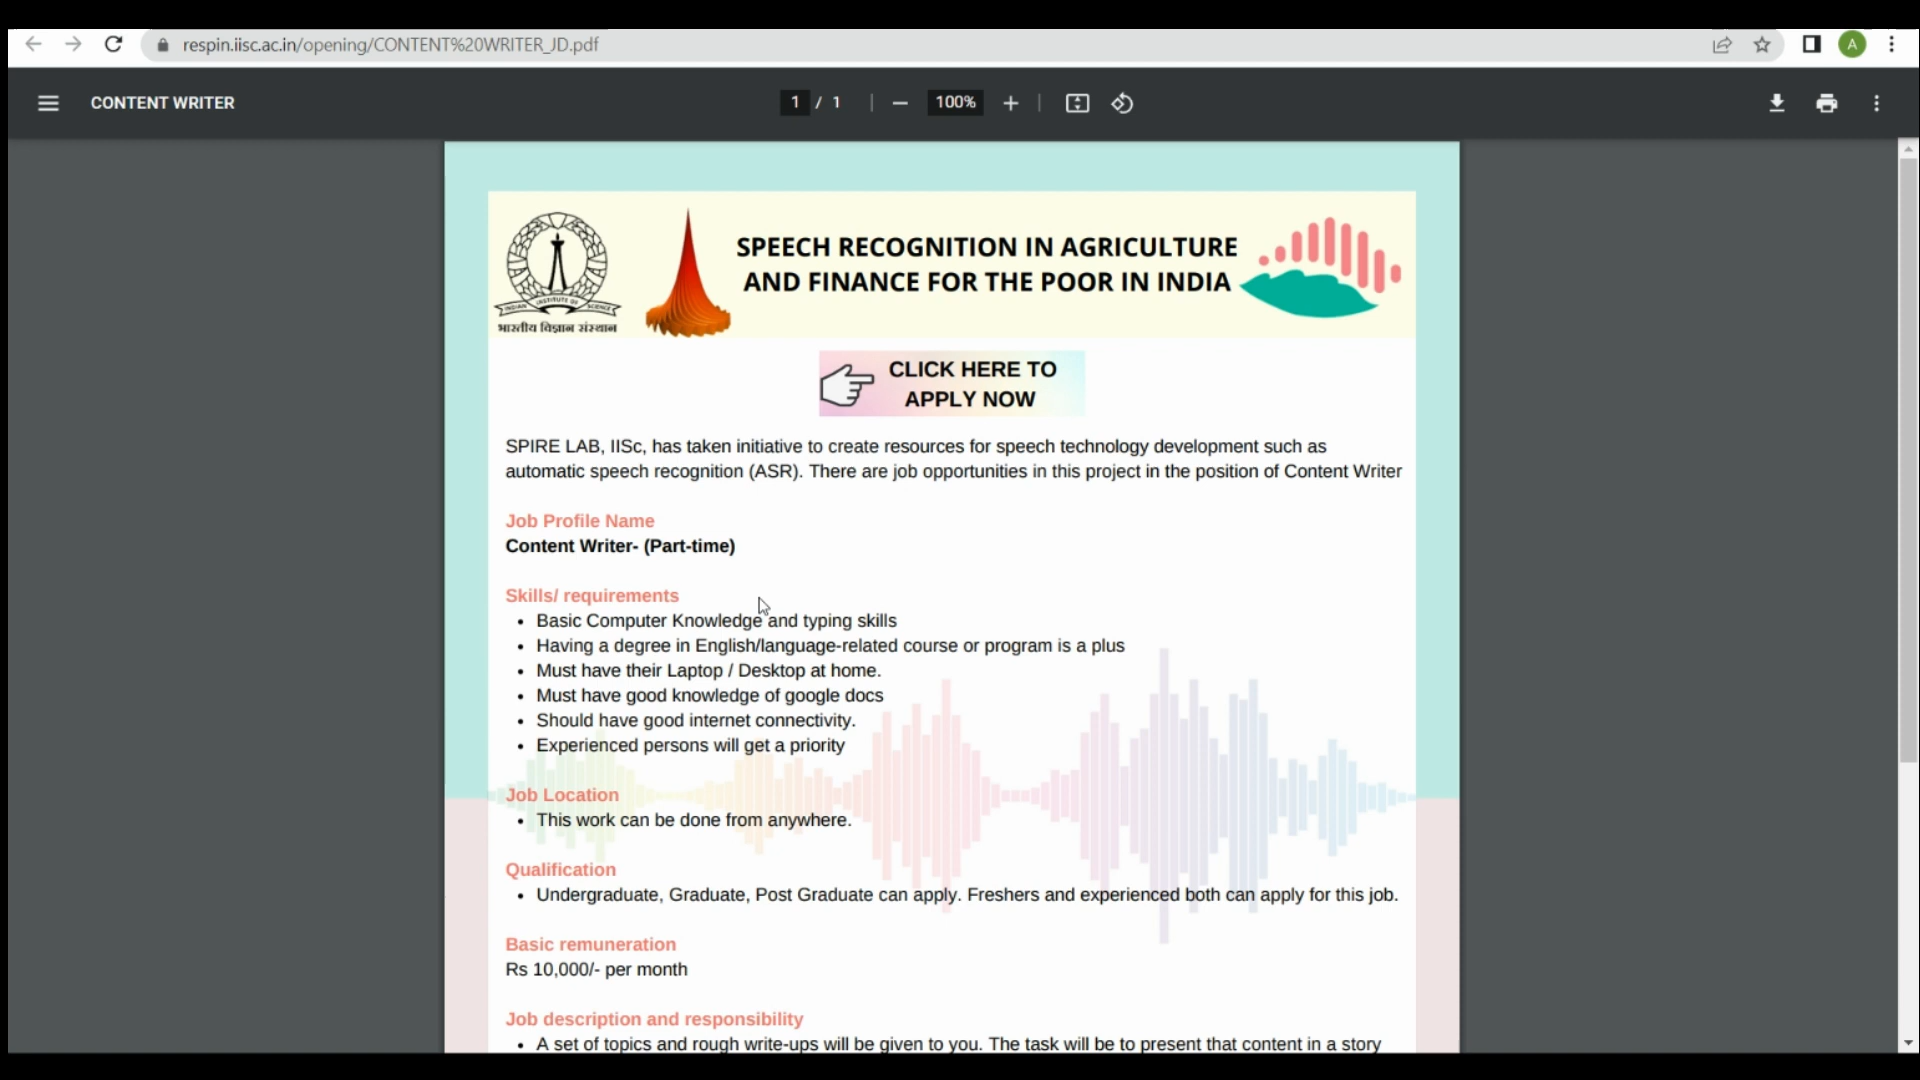 respin.iisc.ac.in/opening/CONTENT%20WRITER_JD.pdf
A
CONTENT WRITER
1 / 1
100%
INDIAN INSTITUTE OF SCIENCE
भारतीय विज्ञान संस्थान
SPEECH RECOGNITION IN AGRICULTURE
AND FINANCE FOR THE POOR IN INDIA
CLICK HERE TO
APPLY NOW
SPIRE LAB, IISc, has taken initiative to create resources for speech technology development such as
automatic speech recognition (ASR). There are job opportunities in this project in the position of Content Writer
Job Profile Name
Content Writer- (Part-time)
Skills/ requirements
• Basic Computer Knowledge and typing skills
• Having a degree in English/language-related course or program is a plus
• Must have their Laptop / Desktop at home.
• Must have good knowledge of google docs
• Should have good internet connectivity.
• Experienced persons will get a priority
Job Location
• This work can be done from anywhere.
Qualification
• Undergraduate, Graduate, Post Graduate can apply. Freshers and experienced both can apply for this job.
Basic remuneration
Rs 10,000/- per month
Job description and responsibility
• A set of topics and rough write-ups will be given to you. The task will be to present that content in a story